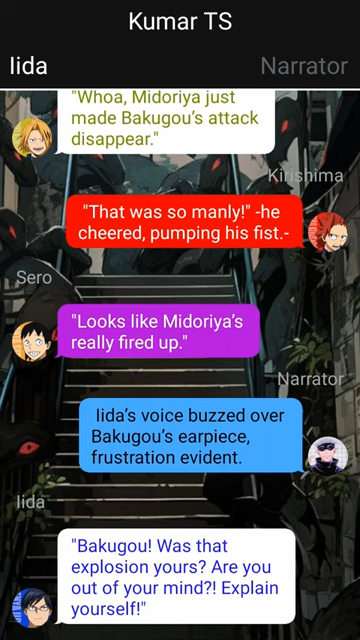 Kumar TS
Iida
Narrator
"Whoa, Midoriya just
made Bakugou’s attack
disappear."
Kirishima
"That was so manly!" -he
cheered, pumping his fist.-
Sero
"Looks like Midoriya’s
really fired up."
Narrator
Iida’s voice buzzed over
Bakugou’s earpiece,
frustration evident.
Iida
"Bakugou! Was that
explosion yours? Are you
out of your mind?! Explain
yourself!"